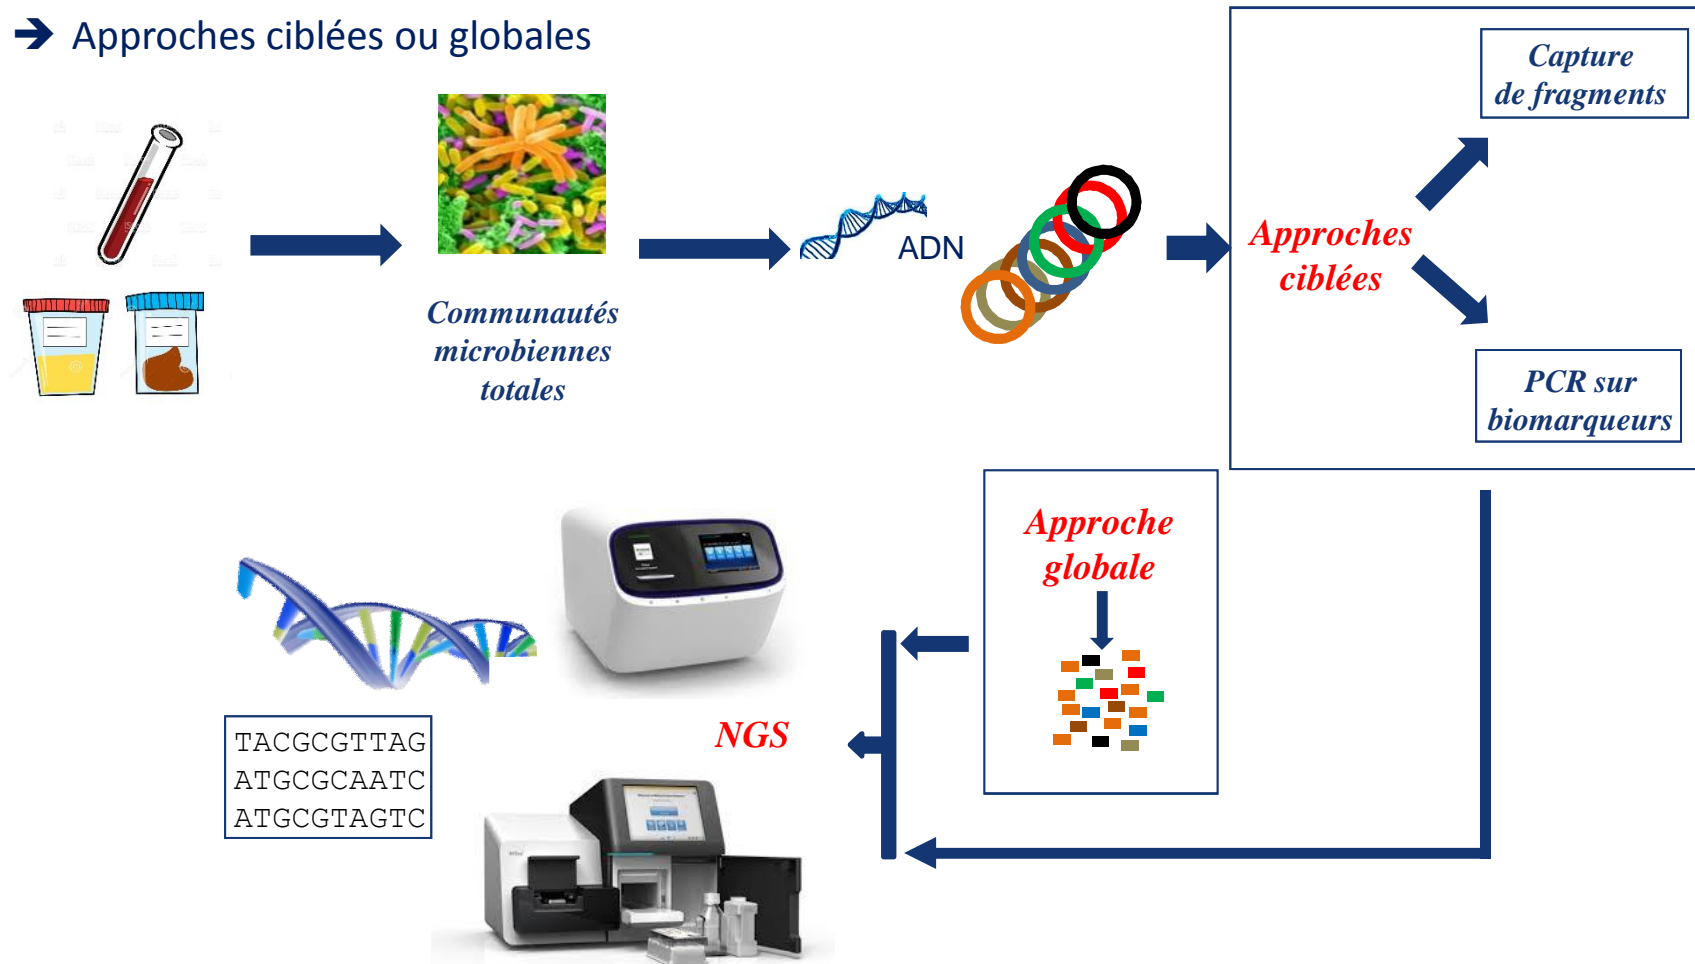 ➔ Approches ciblées ou globales
Capture
de fragments
ADN
Approches
ciblées
Communautés
microbiennes
totales
PCR sur
biomarqueurs
Approche
globale
NGS
TACGCGTTAG
ATGCGCAATC
ATGCGTAGTC